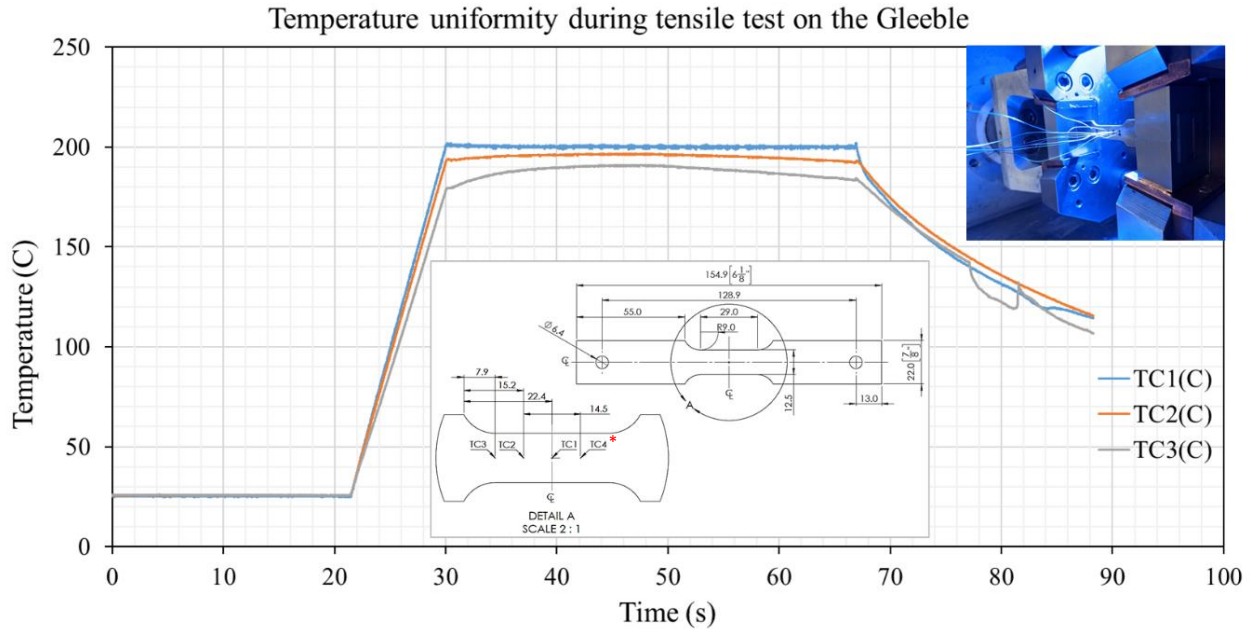 Temperature uniformity during tensile test on the Gleeble
250
200
150
100
50
0
Temperature (C)
0 10 20 30 40 50 60 70 80 90 100
Time (s)
TC1(C)
TC2(C)
TC3(C)
154.9 [6 1/8"]
128.9
55.0
29.0
R9.0
Ø6.4
℄
℄
A
12.5
22.0 [7/8"]
13.0
7.9
15.2
22.4
14.5
TC3 TC2 TC1 TC4 *
℄
DETAIL A
SCALE 2 : 1